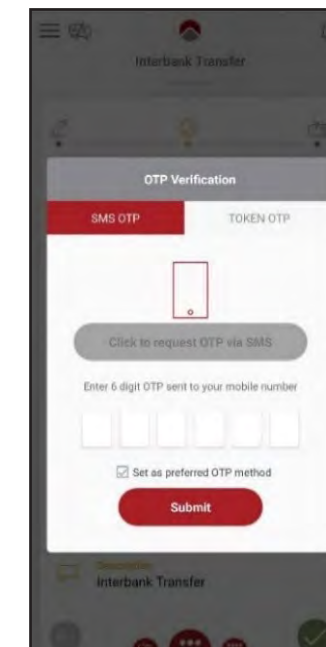 Interbank Transfer
OTP Verification
SMS OTP
TOKEN OTP
Click to request OTP via SMS
Enter 6 digit OTP sent to your mobile number
Set as preferred OTP method
Submit
Description
Interbank Transfer